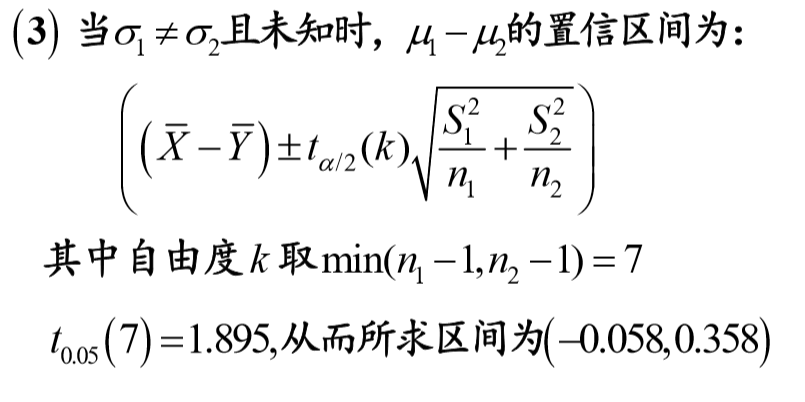 (3) 当σ₁≠σ₂且未知时，μ₁−μ₂的置信区间为：
((X̅−Y̅)±t_{α/2}(k)√(S₁²/n₁+S₂²/n₂))
其中自由度k取min(n₁−1,n₂−1)=7
t_{0.05}(7)=1.895,从而所求区间为(−0.058,0.358)